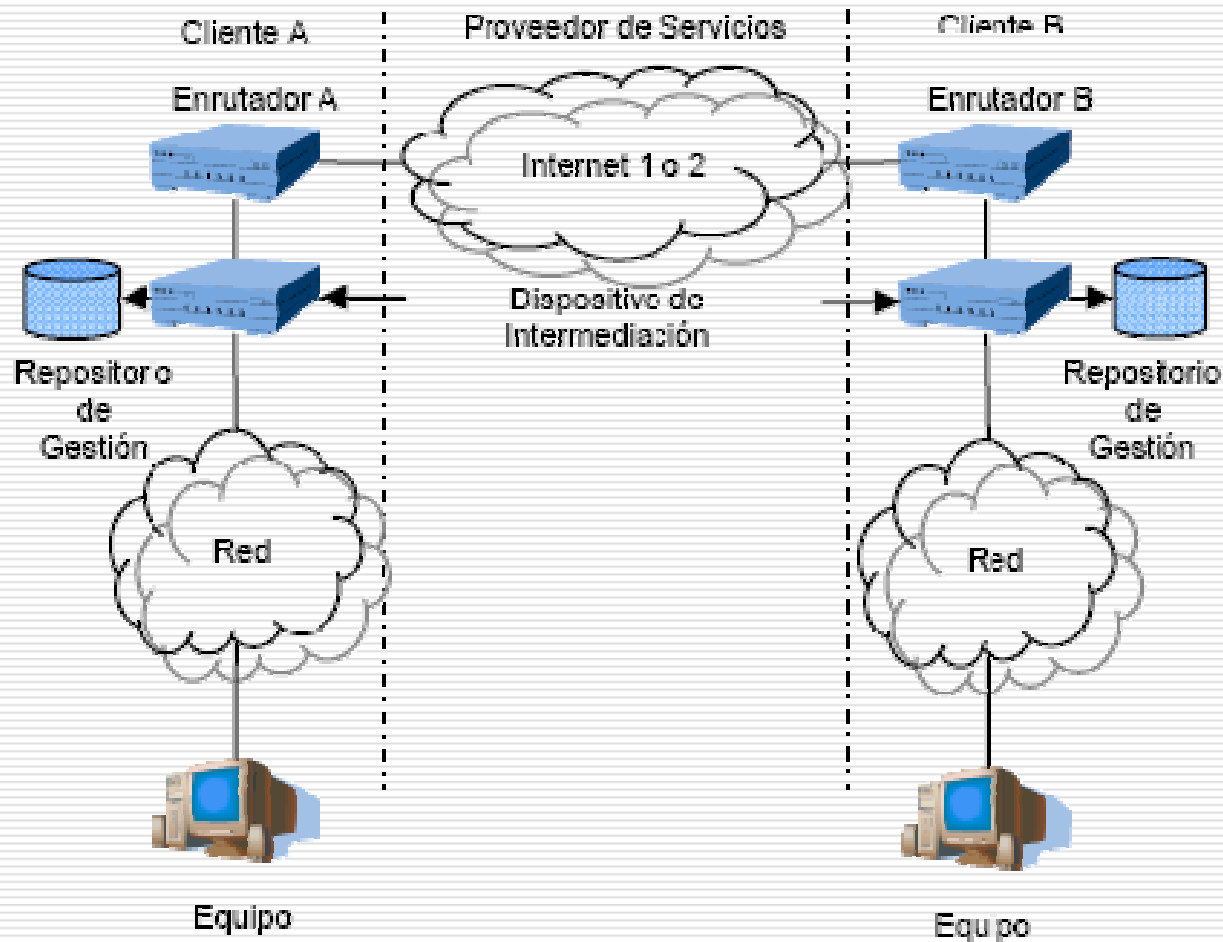 Cliente A
Proveedor de Servicios
Cliente B
Enrutador A
Enrutador B
Internet 1 o 2
Dispositivo de
Intermediación
Repositorio
de
Gestión
Repositorio
de
Gestión
Red
Red
Equipo
Equipo